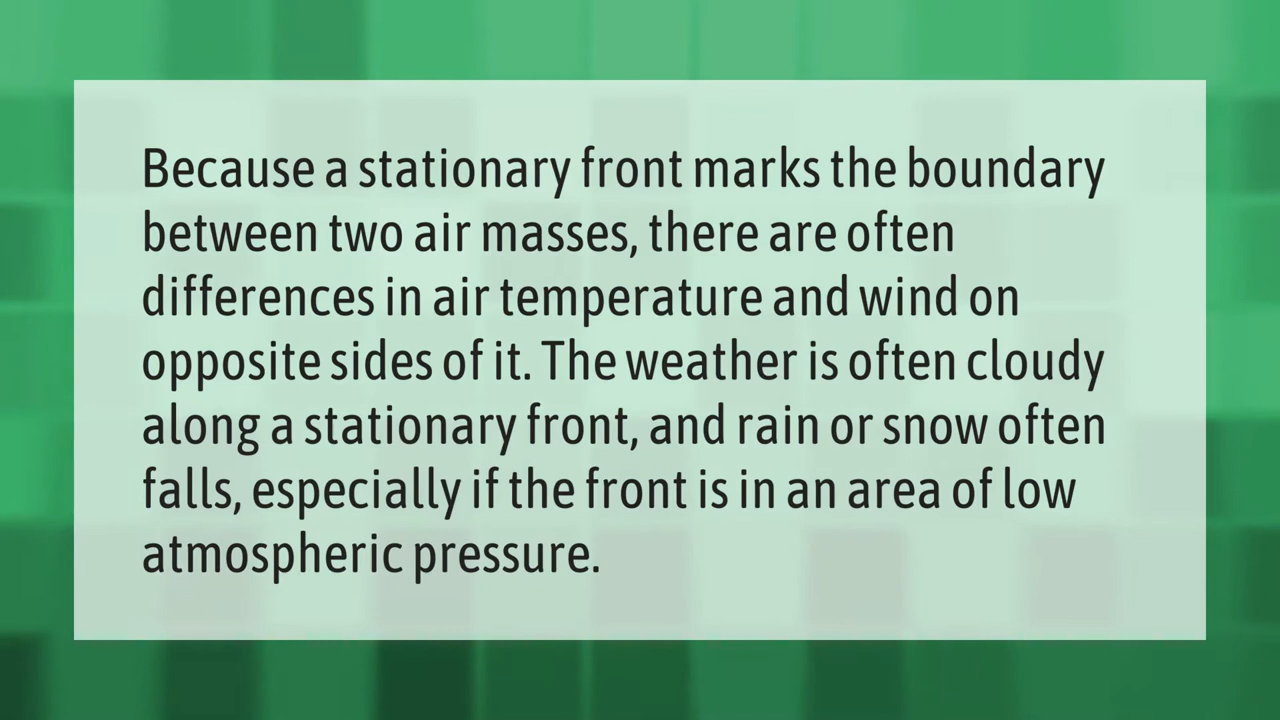 Because a stationary front marks the boundary
between two air masses, there are often
differences in air temperature and wind on
opposite sides of it. The weather is often cloudy
along a stationary front, and rain or snow often
falls, especially if the front is in an area of low
atmospheric pressure.